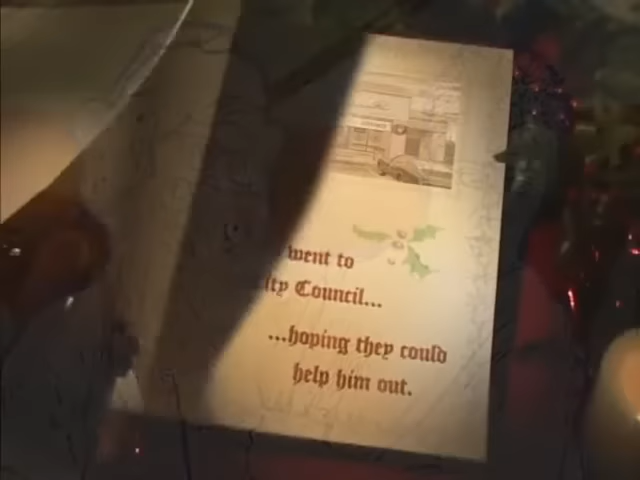 went to
ity Council...
...hoping they could
help him out.